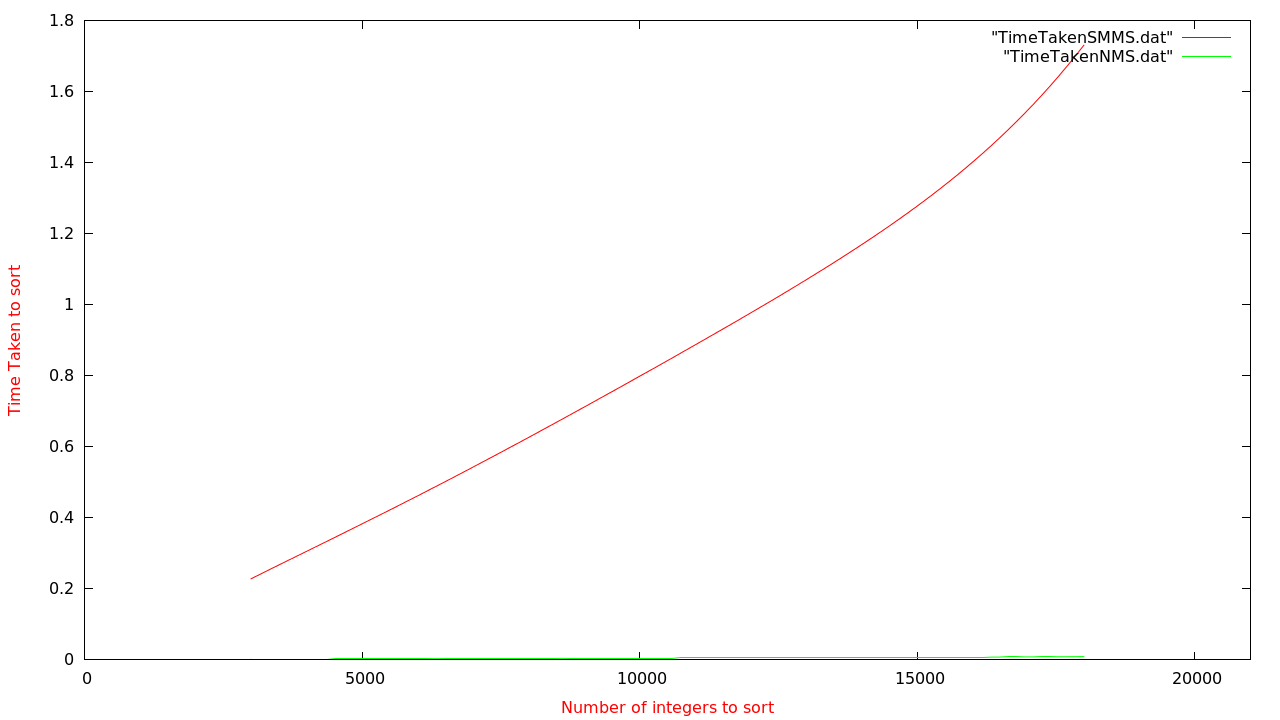 1.8
1.6
1.4
1.2
1
0.8
0.6
0.4
0.2
0
"TimeTakenSMMS.dat"
"TimeTakenNMS.dat"
Time Taken to sort
0 5000 10000 15000 20000
Number of integers to sort